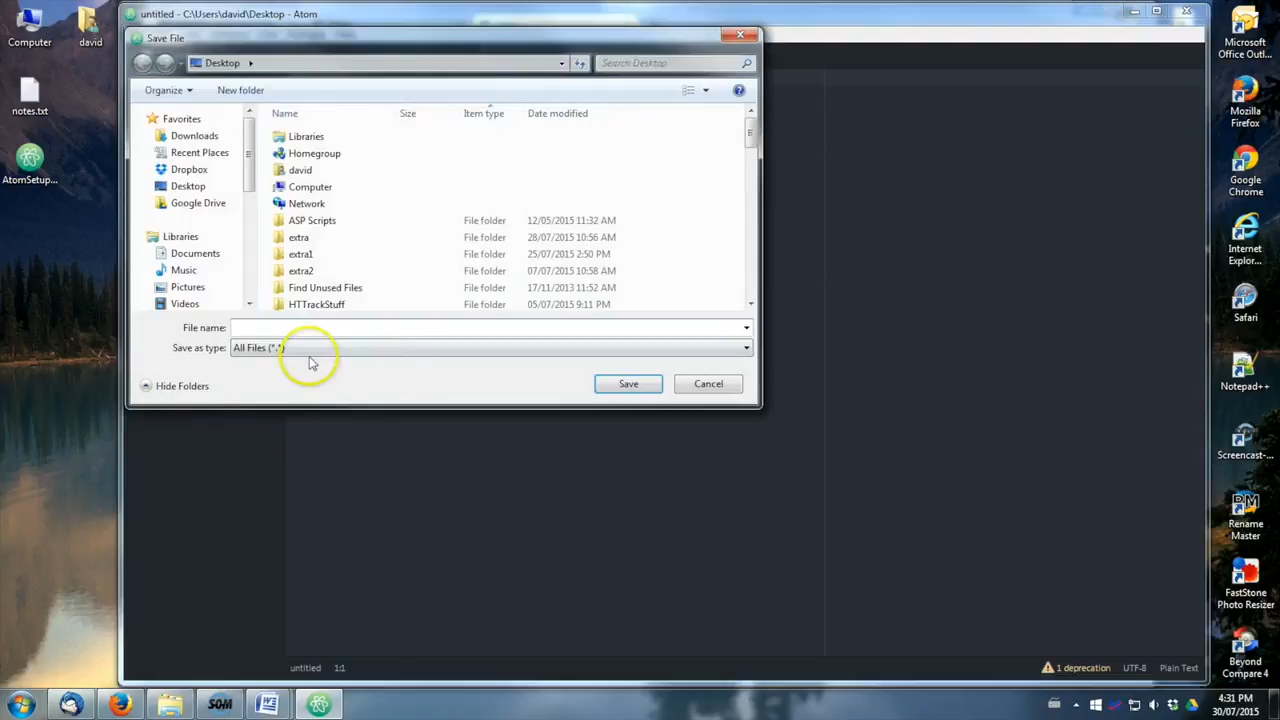 untitled - C:\Users\david\Desktop - Atom
Computer
david
notes.txt
AtomSetup...
Save File
Desktop
Search Desktop
Organize
New folder
Name
Size
Item type
Date modified
Favorites
Downloads
Recent Places
Dropbox
Desktop
Google Drive
Libraries
Documents
Music
Pictures
Videos
Libraries
Homegroup
david
Computer
Network
ASP Scripts File folder 12/05/2015 11:32 AM
extra File folder 28/07/2015 10:56 AM
extra1 File folder 25/07/2015 2:50 PM
extra2 File folder 07/07/2015 10:58 AM
Find Unused Files File folder 17/11/2013 11:52 AM
HTTrackStuff File folder 05/07/2015 9:11 PM
File name:
Save as type: All Files (*.*)
Hide Folders
Save
Cancel
untitled 1:1
1 deprecation UTF-8 Plain Text
Microsoft
Office Outl...
Mozilla
Firefox
Google
Chrome
Internet
Explor...
Safari
Notepad++
Screencast-...
Rename
Master
FastStone
Photo Resizer
Beyond
Compare 4
SOM
4:31 PM
30/07/2015